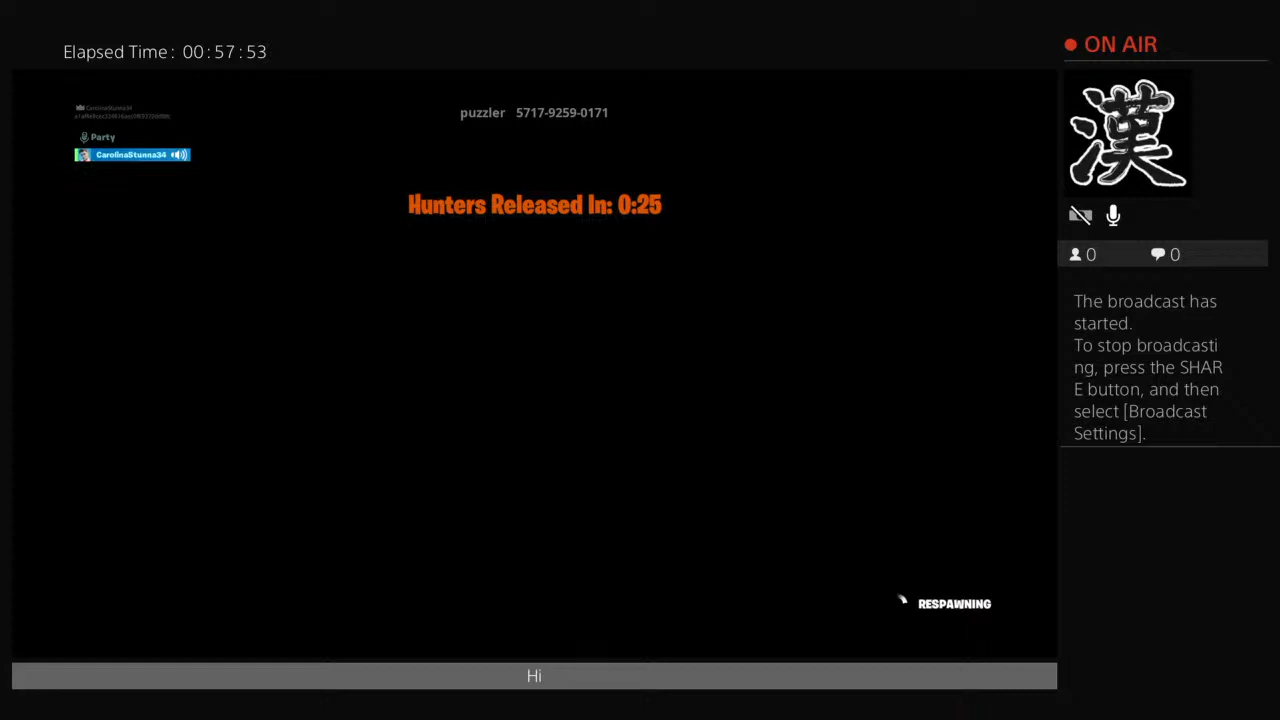 Elapsed Time: 00:57:53
ON AIR
CarolinaStunna34
puzzler 5717-9259-0171
Party
CarolinaStunna34
Hunters Released In: 0:25
漢
0 0
The broadcast has
started.
To stop broadcasti
ng, press the SHAR
E button, and then
select [Broadcast
Settings].
RESPAWNING
Hi